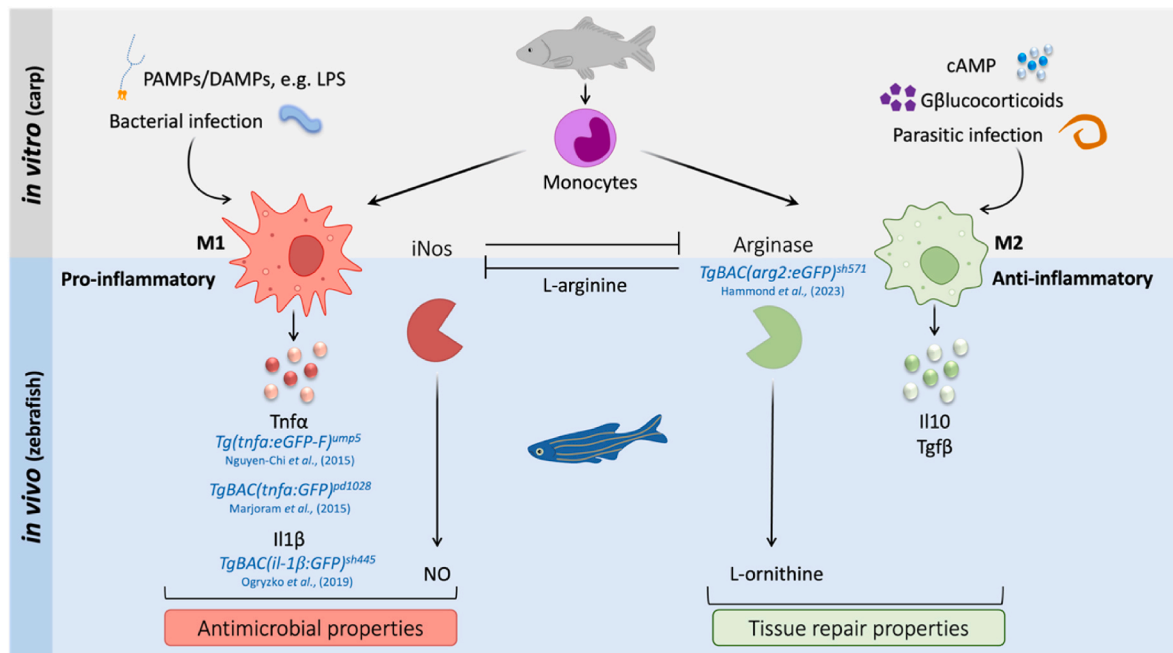 in vitro (carp)
PAMPs/DAMPs, e.g. LPS
Bacterial infection
Monocytes
cAMP
Gβlucocorticoids
Parasitic infection
M1
iNos
Arginase
M2
in vivo (zebrafish)
Pro-inflammatory
L-arginine
TgBAC(arg2:eGFP)sh571
Hammond et al., (2023)
Anti-inflammatory
Tnfα
Tg(tnfa:eGFP-F)ump5
Nguyen-Chi et al., (2015)
TgBAC(tnfa:GFP)pd1028
Marjoram et al., (2015)
Il1β
TgBAC(il-1β:GFP)sh445
Ogryzko et al., (2019)
NO
L-ornithine
Il10
Tgfβ
Antimicrobial properties
Tissue repair properties